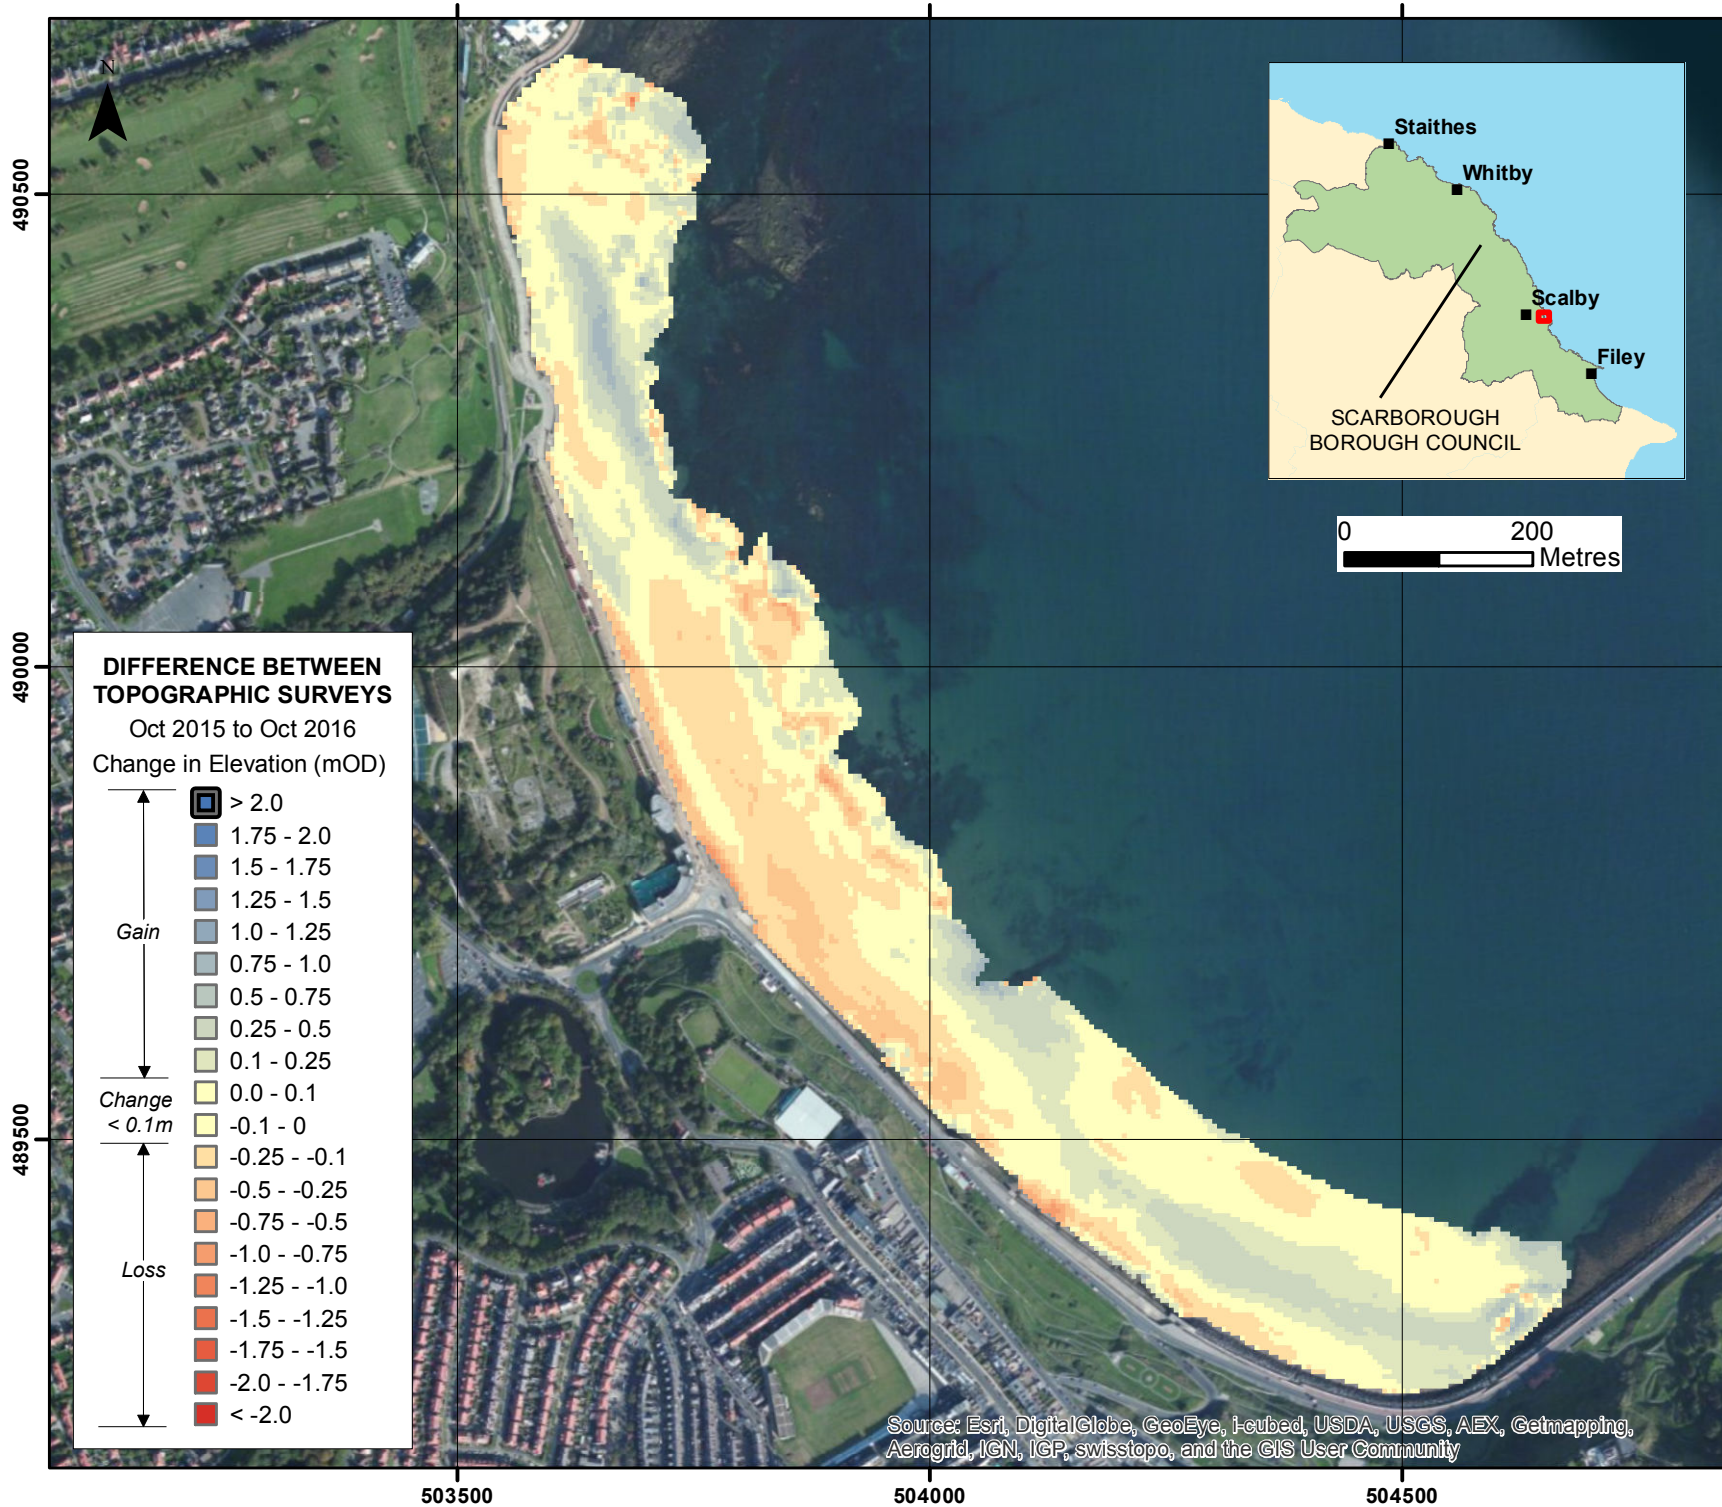 N
Staithes
Whitby
Scalby
Filey
SCARBOROUGH
BOROUGH COUNCIL
0 200
Metres
490500
490000
489500
DIFFERENCE BETWEEN
TOPOGRAPHIC SURVEYS
Oct 2015 to Oct 2016
Change in Elevation (mOD)
> 2.0
1.75 - 2.0
1.5 - 1.75
1.25 - 1.5
Gain
1.0 - 1.25
0.75 - 1.0
0.5 - 0.75
0.25 - 0.5
0.1 - 0.25
Change
< 0.1m
0.0 - 0.1
-0.1 - 0
-0.25 - -0.1
-0.5 - -0.25
-0.75 - -0.5
-1.0 - -0.75
Loss
-1.25 - -1.0
-1.5 - -1.25
-1.75 - -1.5
-2.0 - -1.75
< -2.0
Source: Esri, DigitalGlobe, GeoEye, i-cubed, USDA, USGS, AEX, Getmapping,
Aerogrid, IGN, IGP, swisstopo, and the GIS User Community
503500 504000 504500